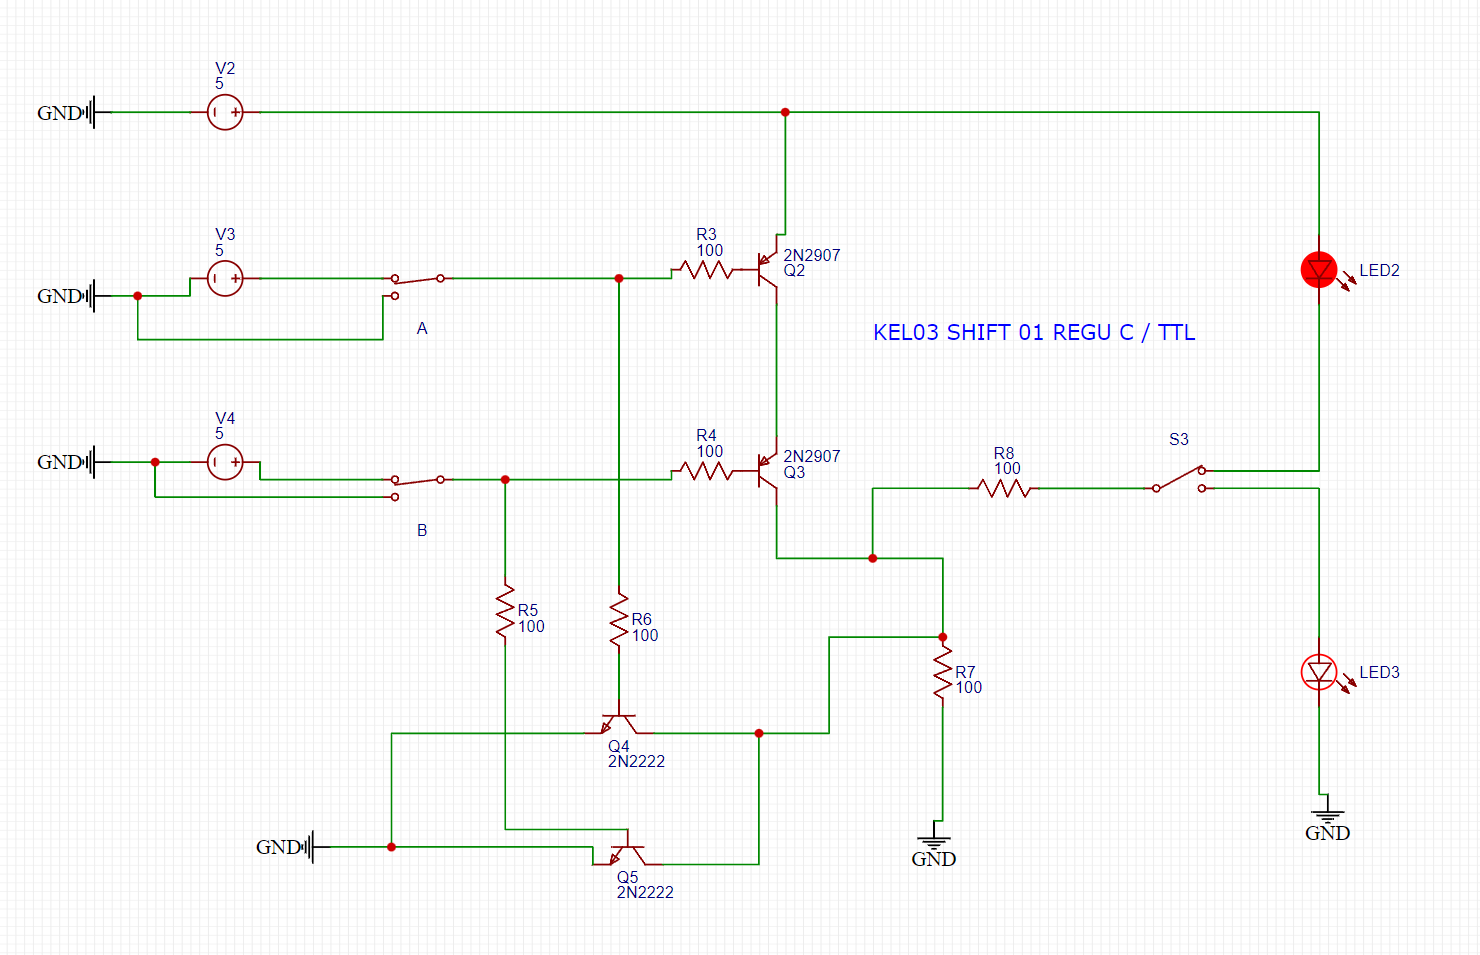 V2
5
GND
V3
5
GND
A
R3
100
2N2907
Q2
LED2
KEL03 SHIFT 01 REGU C / TTL
V4
5
GND
B
R4
100
2N2907
Q3
R8
100
S3
R5
100
R6
100
R7
100
LED3
Q4
2N2222
GND
Q5
2N2222
GND
GND